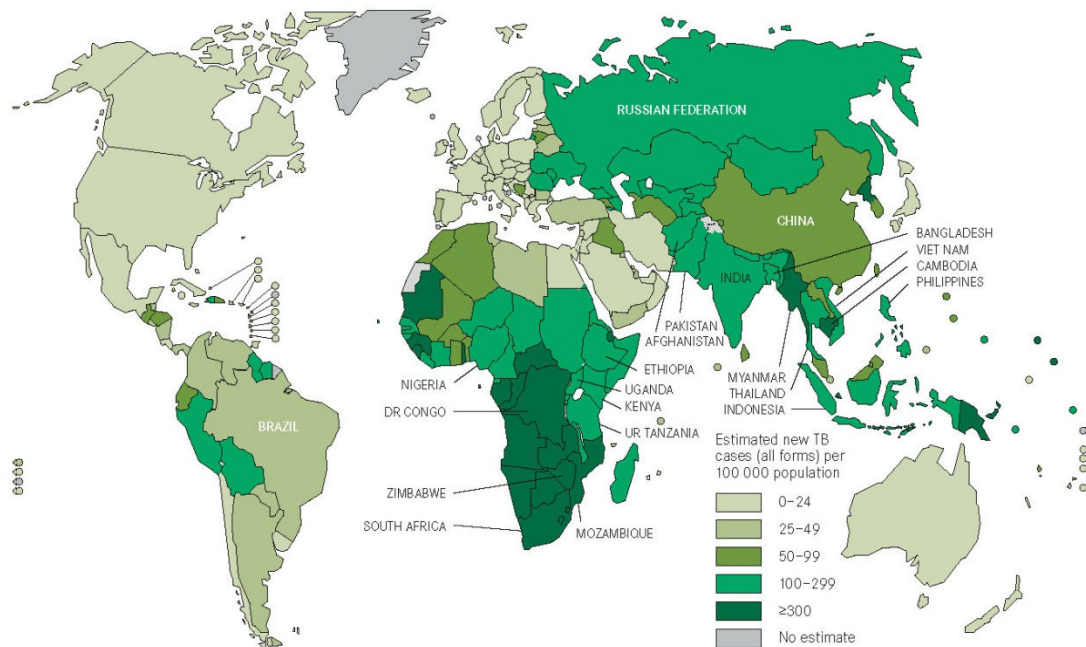 RUSSIAN FEDERATION
CHINA
BANGLADESH
VIET NAM
CAMBODIA
PHILIPPINES
INDIA
PAKISTAN
AFGHANISTAN
NIGERIA
ETHIOPIA
UGANDA
KENYA
DR CONGO
UR TANZANIA
MYANMAR
THAILAND
INDONESIA
BRAZIL
ZIMBABWE
SOUTH AFRICA
MOZAMBIQUE
Estimated new TB
cases (all forms) per
100 000 population
0–24
25–49
50–99
100–299
≥300
No estimate